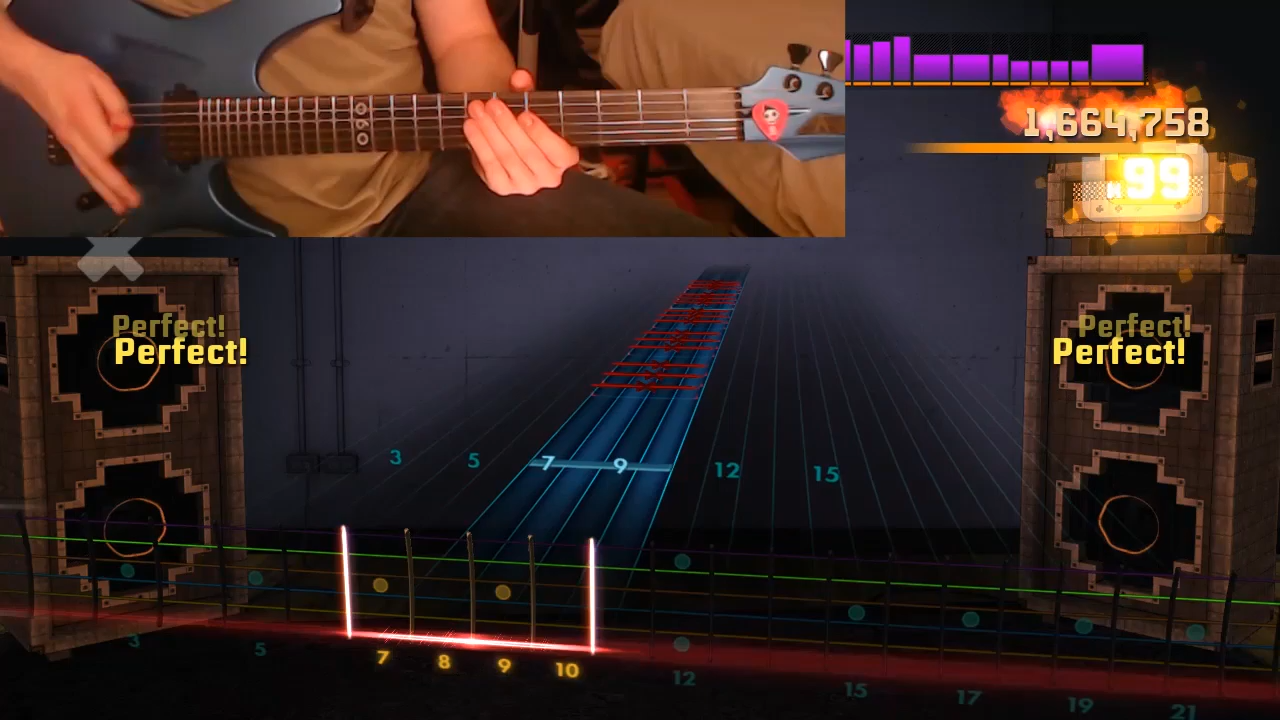 1,664,758
99
Perfect!
Perfect!
Perfect!
Perfect!
3 5 7 9 12 15
3 5 7 8 9 10 12 15 17 19 21